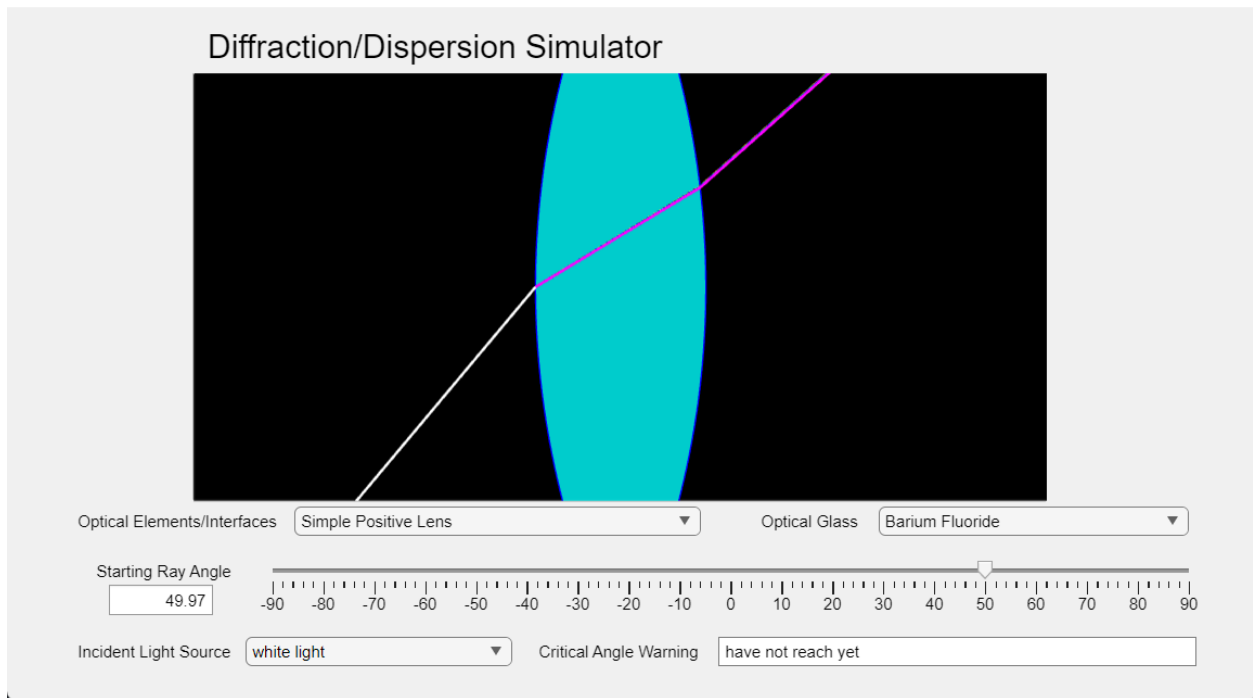 Diffraction/Dispersion Simulator
Optical Elements/Interfaces Simple Positive Lens Optical Glass Barium Fluoride
Starting Ray Angle
49.97
-90 -80 -70 -60 -50 -40 -30 -20 -10 0 10 20 30 40 50 60 70 80 90
Incident Light Source white light Critical Angle Warning have not reach yet